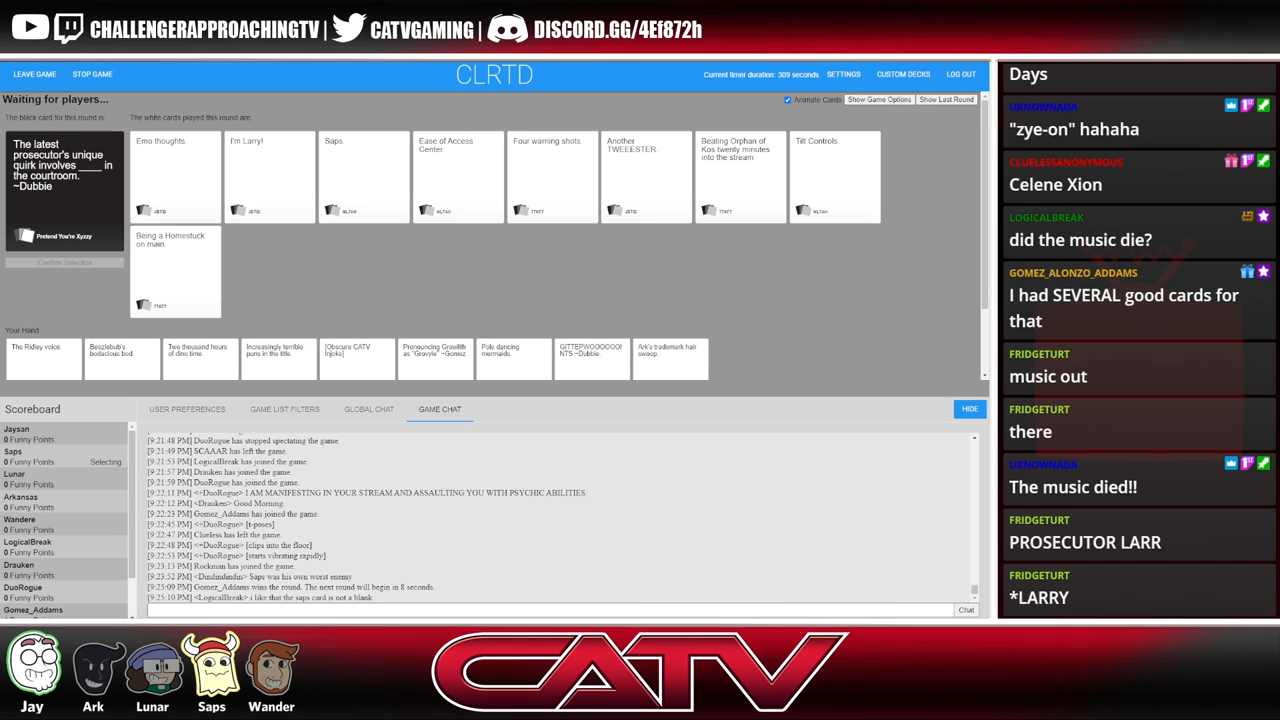 CHALLENGERAPPROACHINGTV | CATVGAMING | DISCORD.GG/4Ef872h
LEAVE GAME
STOP GAME
CLRTD
Current timer duration: 309 seconds
SETTINGS
CUSTOM DECKS
LOG OUT
Waiting for players...
Animate Cards
Show Game Options
Show Last Round
The black card for this round is:
The white cards played this round are:
The latest
prosecutor's unique
quirk involves ____ in
the courtroom.
~Dubbie
Pretend You're Xyzzy
Confirm Selection
Emo thoughts.
JBTID
I'm Larry!
JBTID
Saps.
NLTAH
Ease of Access
Center.
NLTAH
Four warning shots.
77KF7
Another
TWEEESTER.
JBTID
Beating Orphan of
Kos twenty minutes
into the stream
77KF7
Tilt Controls.
NLTAH
Being a Homestuck
on main.
77KF7
Your Hand
The Ridley voice.
Beezlebub's
bodacious bod.
Two thousand hours
of dino time.
Increasingly terrible
puns in the title.
[Obscure CATV
Injoke]
Pronouncing Growlith
as "Grovyle" ~Gomez.
Pole dancing
mermaids.
GITTEPWOOOOOOI
NTS ~Dubbie.
Ark's trademark hair
swoop.
Scoreboard
USER PREFERENCES
GAME LIST FILTERS
GLOBAL CHAT
GAME CHAT
HIDE
Jaysan
0 Funny Points
Saps
0 Funny Points
Selecting
Lunar
0 Funny Points
Arkansas
0 Funny Points
Wandere
0 Funny Points
LogicalBreak
0 Funny Points
Drauken
0 Funny Points
DuoRogue
0 Funny Points
Gomez_Addams
0 Funny Points
[9:21:48 PM] DuoRogue has stopped spectating the game.
[9:21:49 PM] SCAAAR has left the game.
[9:21:53 PM] LogicalBreak has joined the game.
[9:21:57 PM] Drauken has joined the game.
[9:21:59 PM] DuoRogue has joined the game.
[9:22:11 PM] <+DuoRogue> I AM MANIFESTING IN YOUR STREAM AND ASSAULTING YOU WITH PSYCHIC ABILITIES.
[9:22:12 PM] <Drauken> Good Morning.
[9:22:23 PM] Gomez_Addams has joined the game.
[9:22:45 PM] <+DuoRogue> [t-poses]
[9:22:47 PM] Clueless has left the game.
[9:22:48 PM] <+DuoRogue> [clips into the floor]
[9:22:53 PM] <+DuoRogue> [starts vibrating rapidly]
[9:23:13 PM] Rockman has joined the game.
[9:23:52 PM] <Dindindindin> Saps was his own worst enemy
[9:25:09 PM] Gomez_Addams wins the round. The next round will begin in 8 seconds.
[9:25:10 PM] <LogicalBreak> i like that the saps card is not a blank
Chat
Days
UKNOWNADA
"zye-on" hahaha
CLUELESSANONYMOUS
Celene Xion
LOGICALBREAK
did the music die?
GOMEZ_ALONZO_ADDAMS
I had SEVERAL good cards for
that
FRIDGETURT
music out
FRIDGETURT
there
UKNOWNADA
The music died!!
FRIDGETURT
PROSECUTOR LARR
FRIDGETURT
*LARRY
Jay
Ark
Lunar
Saps
Wander
CATV